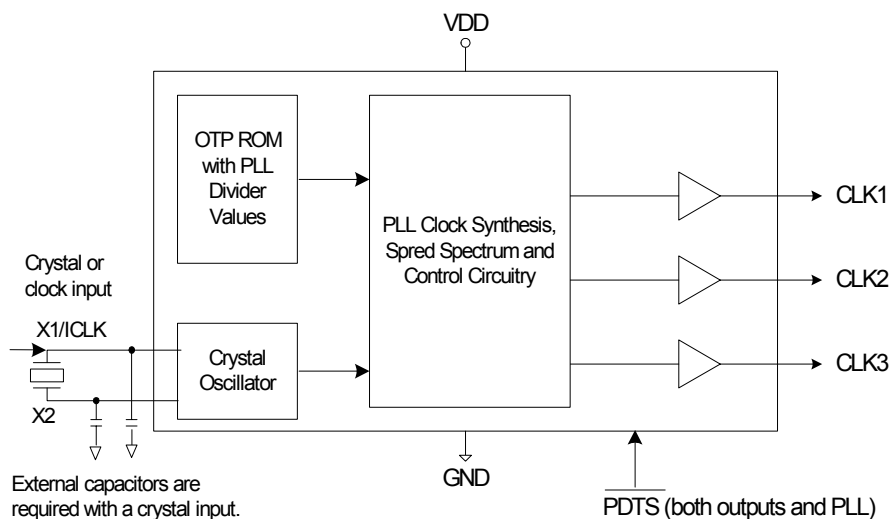 VDD
OTP ROM
with PLL
Divider
Values
PLL Clock Synthesis,
Spred Spectrum and
Control Circuitry
CLK1
CLK2
CLK3
Crystal or
clock input
X1/ICLK
Crystal
Oscillator
X2
External capacitors are
required with a crystal input.
GND
PDTS (both outputs and PLL)